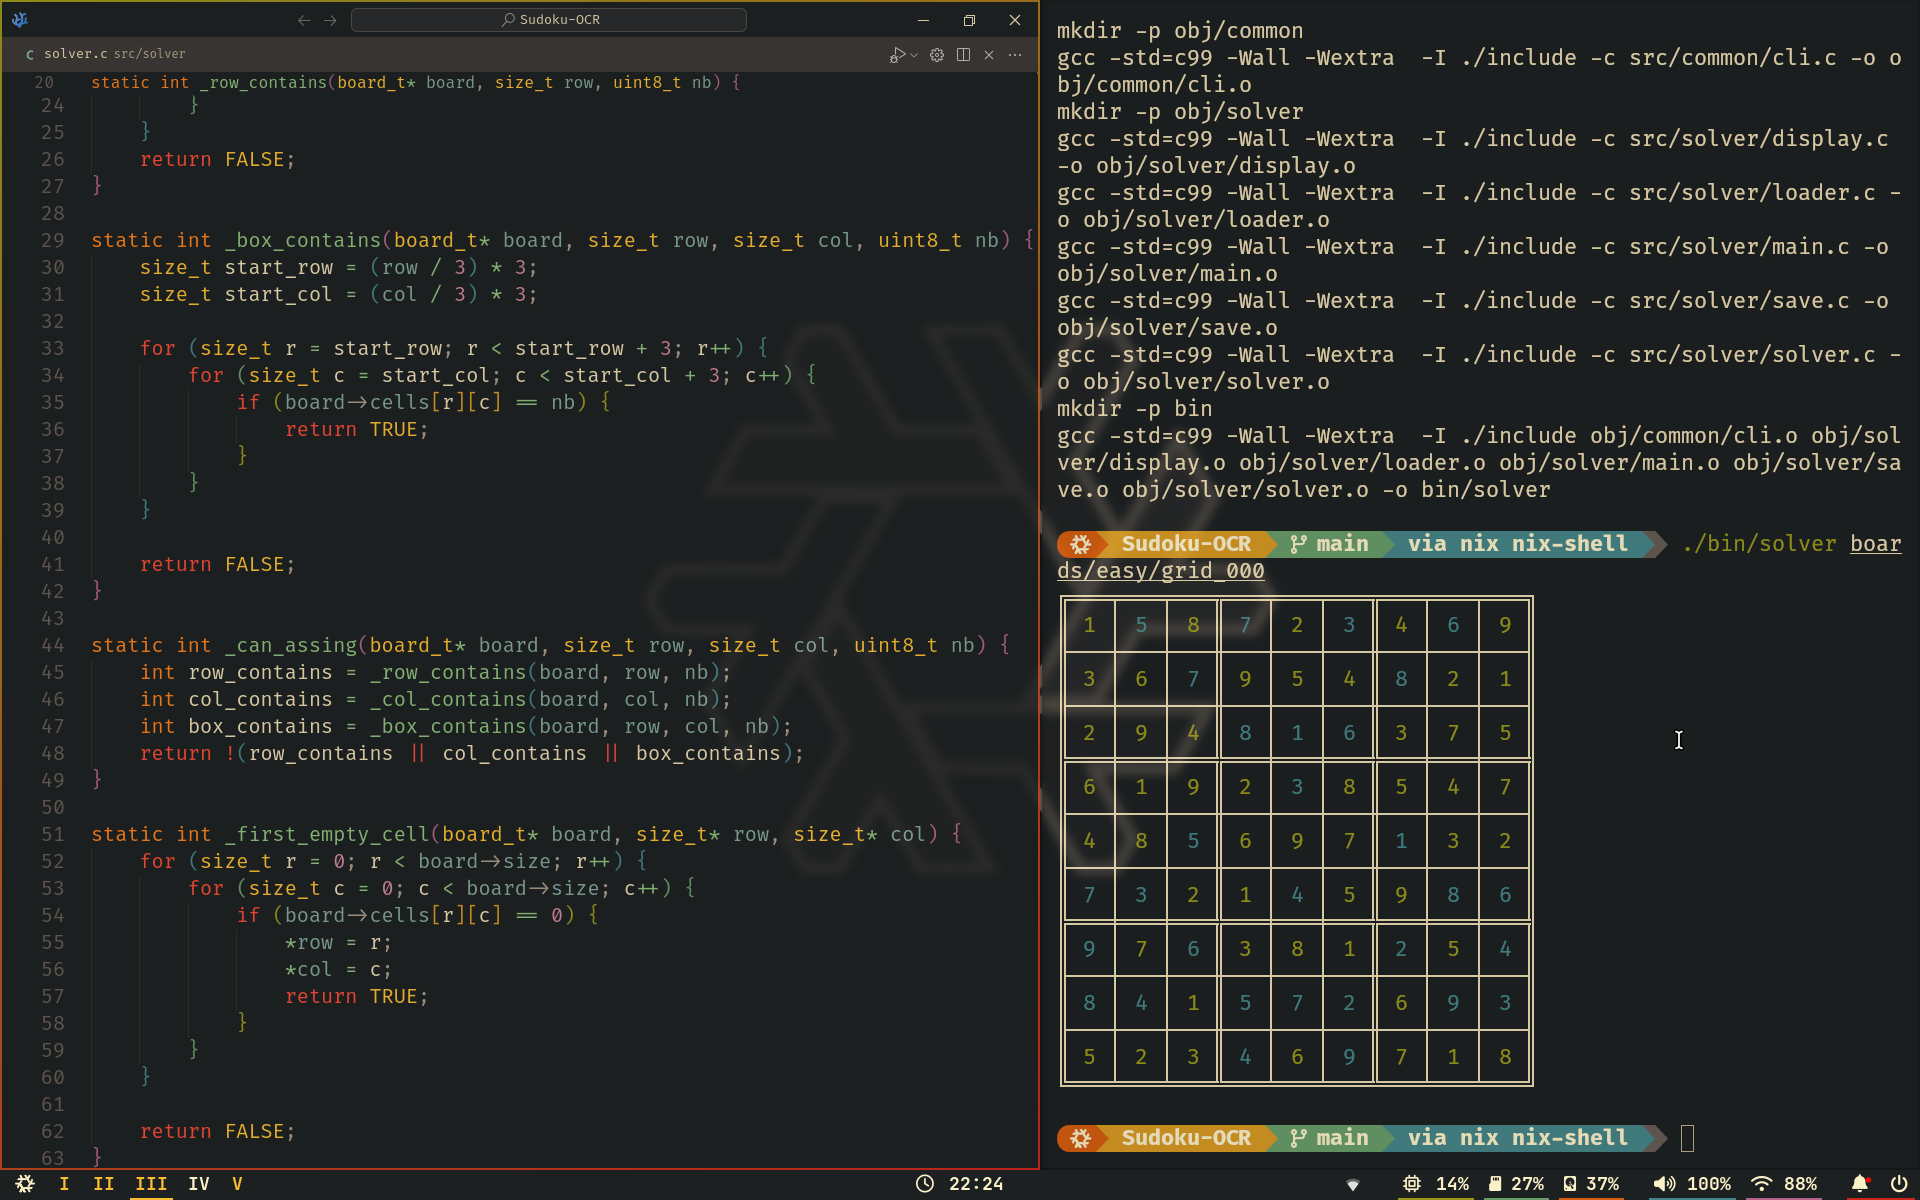 Sudoku-OCR
C solver.c src/solver
20 static int _row_contains(board_t* board, size_t row, uint8_t nb) {
24 }
25 }
26 return FALSE;
27 }
28
29 static int _box_contains(board_t* board, size_t row, size_t col, uint8_t nb) {
30 size_t start_row = (row / 3) * 3;
31 size_t start_col = (col / 3) * 3;
32
33 for (size_t r = start_row; r < start_row + 3; r++) {
34 for (size_t c = start_col; c < start_col + 3; c++) {
35 if (board->cells[r][c] == nb) {
36 return TRUE;
37 }
38 }
39 }
40
41 return FALSE;
42 }
43
44 static int _can_assing(board_t* board, size_t row, size_t col, uint8_t nb) {
45 int row_contains = _row_contains(board, row, nb);
46 int col_contains = _col_contains(board, col, nb);
47 int box_contains = _box_contains(board, row, col, nb);
48 return !(row_contains || col_contains || box_contains);
49 }
50
51 static int _first_empty_cell(board_t* board, size_t* row, size_t* col) {
52 for (size_t r = 0; r < board->size; r++) {
53 for (size_t c = 0; c < board->size; c++) {
54 if (board->cells[r][c] == 0) {
55 *row = r;
56 *col = c;
57 return TRUE;
58 }
59 }
60 }
61
62 return FALSE;
63 }
mkdir -p obj/common
gcc -std=c99 -Wall -Wextra  -I ./include -c src/common/cli.c -o o
bj/common/cli.o
mkdir -p obj/solver
gcc -std=c99 -Wall -Wextra  -I ./include -c src/solver/display.c
-o obj/solver/display.o
gcc -std=c99 -Wall -Wextra  -I ./include -c src/solver/loader.c -
o obj/solver/loader.o
gcc -std=c99 -Wall -Wextra  -I ./include -c src/solver/main.c -o
obj/solver/main.o
gcc -std=c99 -Wall -Wextra  -I ./include -c src/solver/save.c -o
obj/solver/save.o
gcc -std=c99 -Wall -Wextra  -I ./include -c src/solver/solver.c -
o obj/solver/solver.o
mkdir -p bin
gcc -std=c99 -Wall -Wextra  -I ./include obj/common/cli.o obj/sol
ver/display.o obj/solver/loader.o obj/solver/main.o obj/solver/sa
ve.o obj/solver/solver.o -o bin/solver
Sudoku-OCR main via nix nix-shell ./bin/solver boar
ds/easy/grid_000
1 5 8 7 2 3 4 6 9
3 6 7 9 5 4 8 2 1
2 9 4 8 1 6 3 7 5
6 1 9 2 3 8 5 4 7
4 8 5 6 9 7 1 3 2
7 3 2 1 4 5 9 8 6
9 7 6 3 8 1 2 5 4
8 4 1 5 7 2 6 9 3
5 2 3 4 6 9 7 1 8
Sudoku-OCR main via nix nix-shell
I II III IV V 22:24 14% 27% 37% 100% 88%